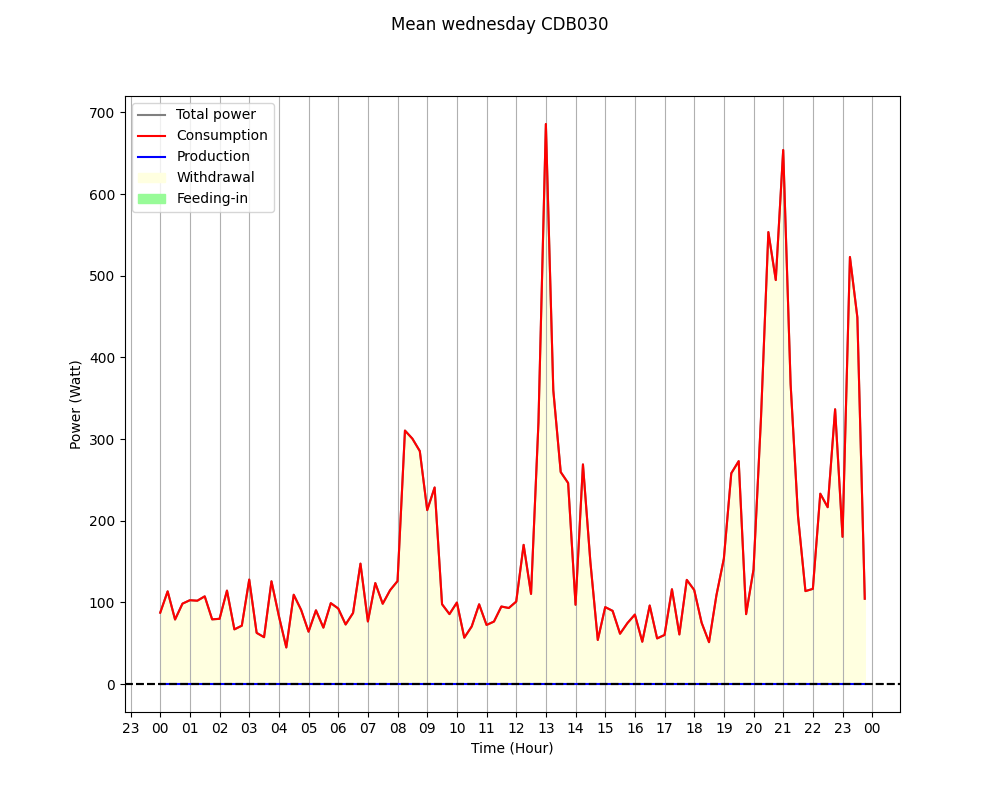 Mean wednesday CDB030
Total power
Consumption
Production
Withdrawal
Feeding-in
700
600
500
400
300
200
100
0
Power (Watt)
23 00 01 02 03 04 05 06 07 08 09 10 11 12 13 14 15 16 17 18 19 20 21 22 23 00
Time (Hour)